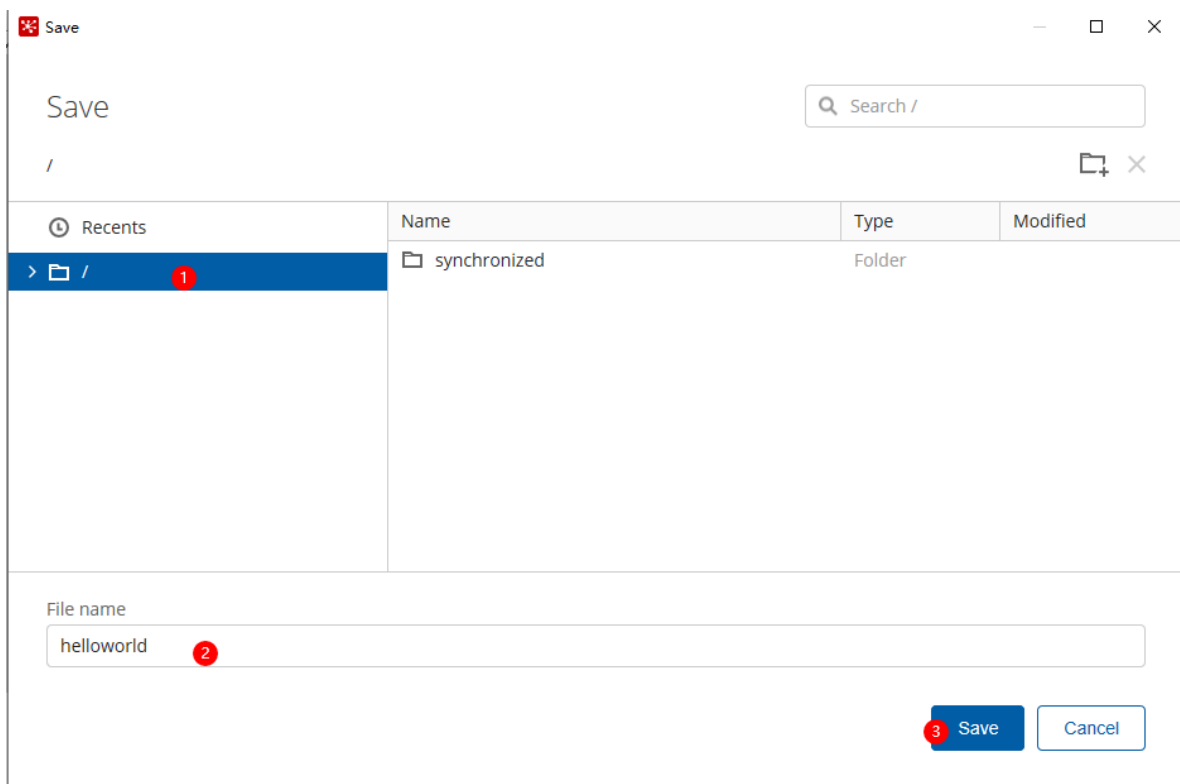 Save
Save
Search /
/
Recents
Name Type Modified
/ 1
synchronized Folder
File name
helloworld 2
3 Save Cancel